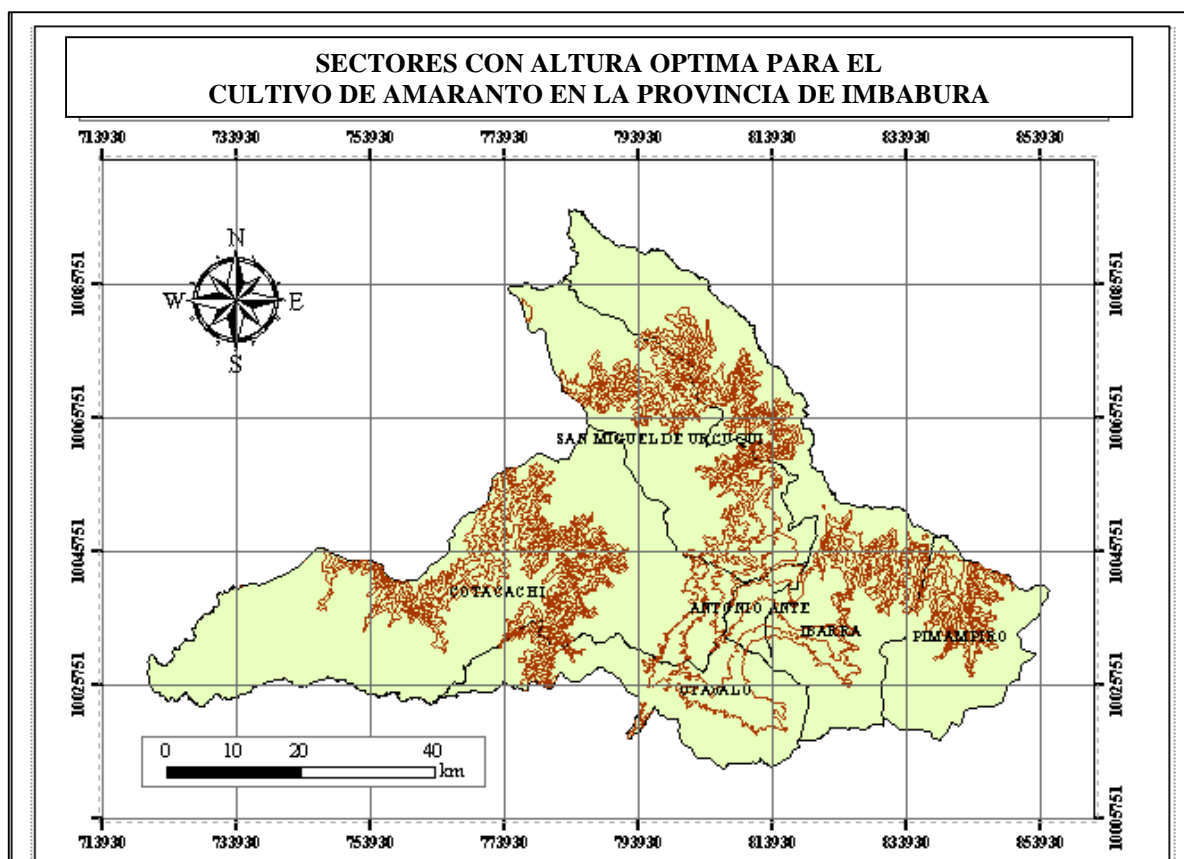 SECTORES CON ALTURA OPTIMA PARA EL
CULTIVO DE AMARANTO EN LA PROVINCIA DE IMBABURA
713930 733930 753930 773930 793930 813930 833930 853930
N
W E
S
10085751 10085751
10065751 10065751
SAN MIGUEL DE URCUQUI
10045751 10045751
COTACACHI
ANTONIO ANTE
IBARRA
PIMAMPIRO
10025751 10025751
OTAVALO
0 10 20 40
km
10005751 10005751
713930 733930 753930 773930 793930 813930 833930 853930